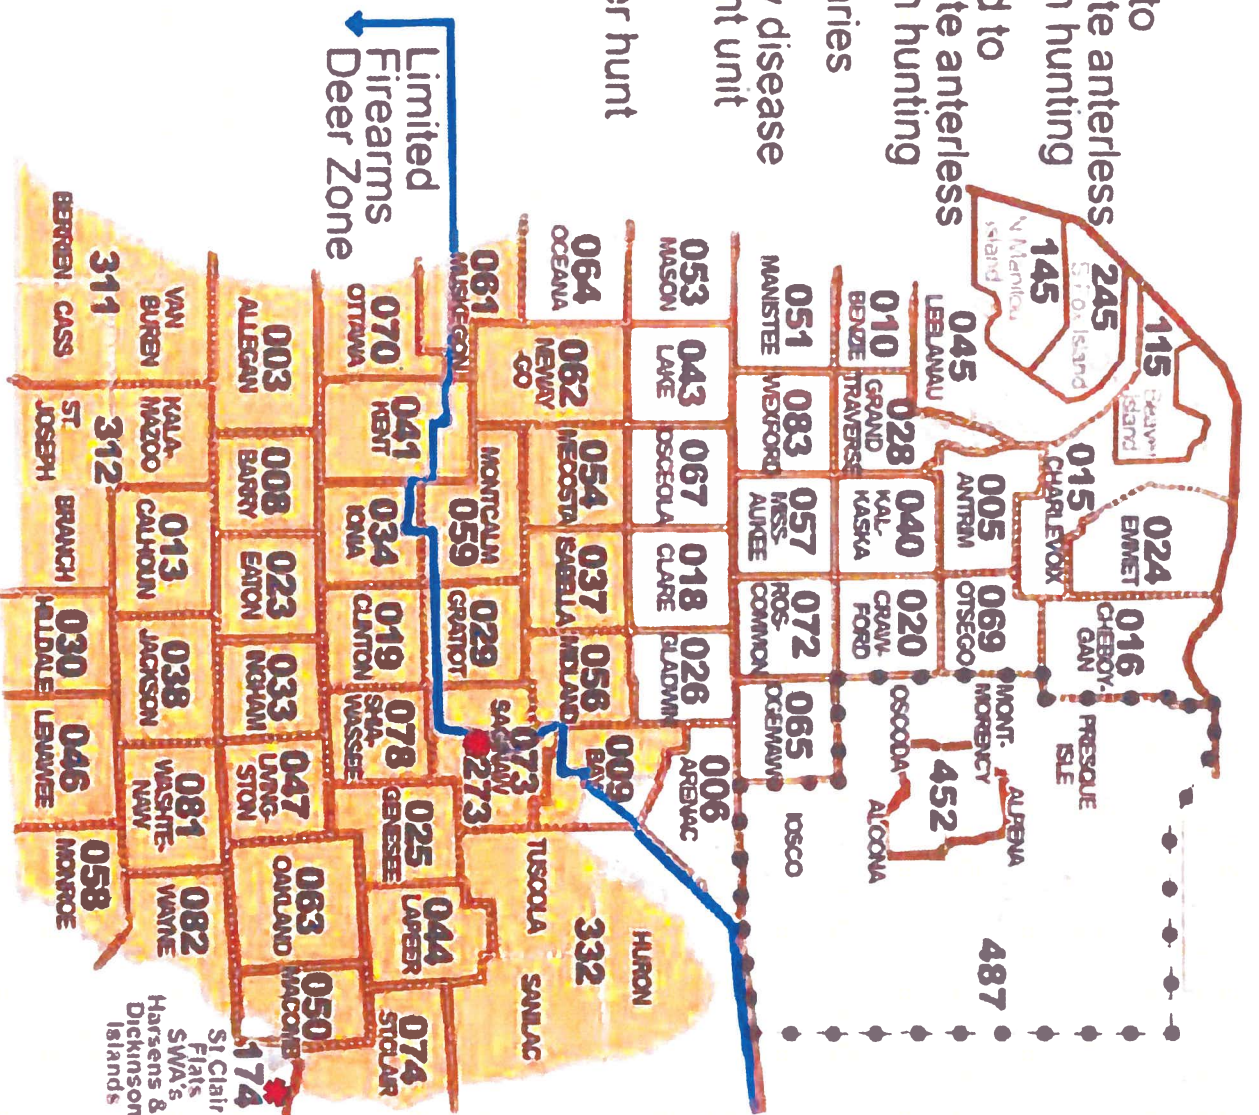 to
te anterless
n hunting
d to
te anterless
n hunting
ries
y disease
nt unit
er hunt
115
Island
245
Island
145
N Manitou
Island
024
EMMET
016
CHEBOY-
GAN
PRESQUE
ISLE
015
CHARLEVOIX
005
ANTRIM
069
OTSEGO
MONT-
MORENCY
ALPENA
487
045
LEELANAU
028
GRAND
TRAVERSE
010
BENZIE
040
KAL-
KASKA
020
CRAW-
FORD
OSCODA
452
ALCONA
051
MANISTEE
083
WEXFORD
057
MISS-
AUKEE
072
ROS-
COMMON
065
OGEMAW
IOSCO
053
MASON
043
LAKE
067
OSCEOLA
018
CLARE
026
GLADWIN
006
ARENAC
064
OCEANA
062
NEWAY
-GO
054
MECOSTA
037
ISABELLA
056
MIDLAND
009
BAY
HURON
332
TUSCOLA
SANILAC
061
MUSKEGON
059
MONTCALM
029
GRATIOT
073
SAGINAW
273
Limited
Firearms
Deer Zone
070
OTTAWA
041
KENT
034
IONIA
019
CLINTON
078
SHIA-
WASSEE
025
GENESEE
044
LAPEER
074
ST CLAIR
003
ALLEGAN
008
BARRY
023
EATON
033
INGHAM
047
LIVING-
STON
063
OAKLAND
050
MACOMB
174
St.Clair
Flats
SWA's
Harsens &
Dickinson
Islands
VAN
BUREN
KALA-
MAZOO
013
CALHOUN
038
JACKSON
081
WASHTE-
NAW
082
WAYNE
311
312
BERRIEN
CASS
ST
JOSEPH
BRANCH
030
HILLDALE
046
LENAWEE
058
MONROE